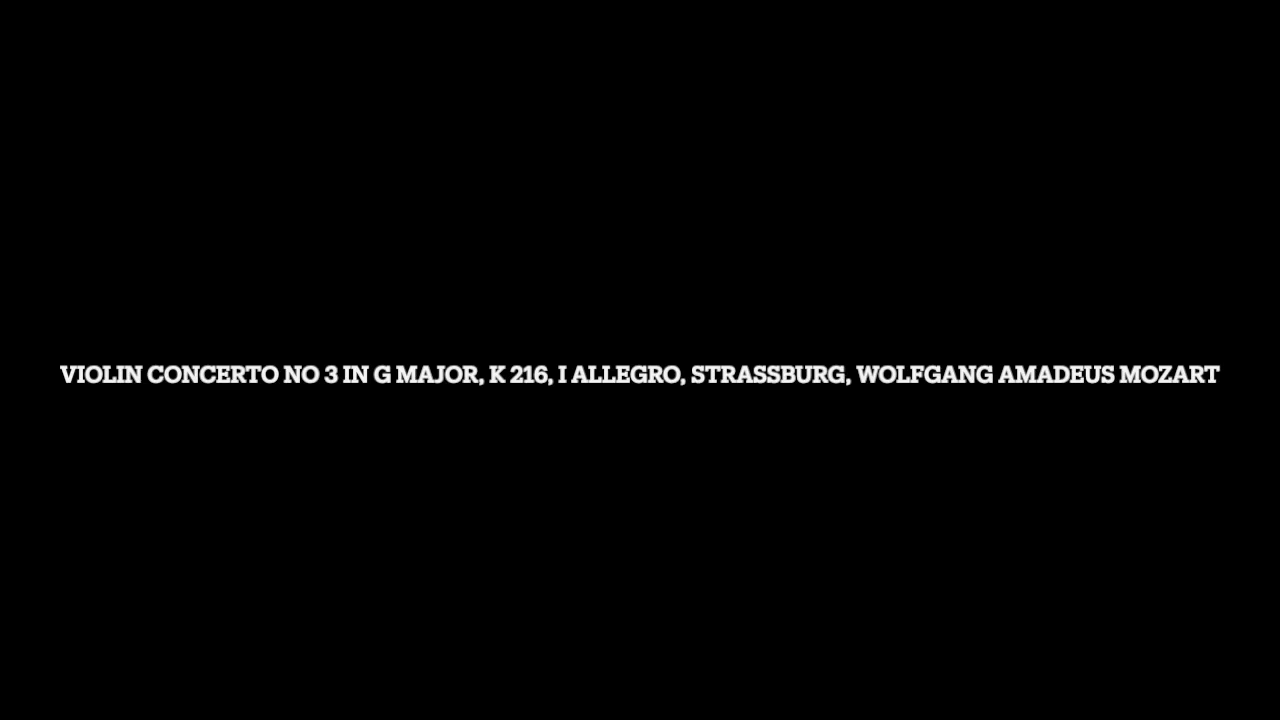 VIOLIN CONCERTO NO 3 IN G MAJOR, K 216, I ALLEGRO, STRASSBURG, WOLFGANG AMADEUS MOZART